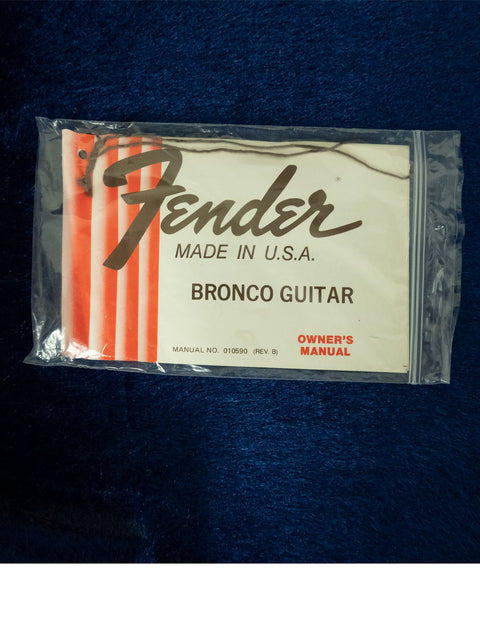 Fender
MADE IN U.S.A.
BRONCO GUITAR
MANUAL NO. 010590 (REV. B)
OWNER'S
MANUAL